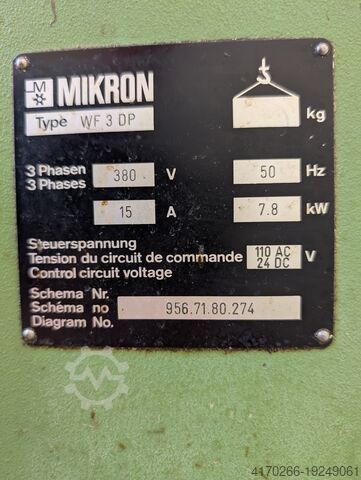 M MIKRON
Type WF 3 DP
kg
3 Phasen
3 Phases 380 V 50 Hz
15 A 7.8 kW
Steuerspannung
Tension du circuit de commande 110 AC V
Control circuit voltage 24 DC
Schema Nr.
Schéma no 956.71.80.274
Diagram No.
4170266-19249061